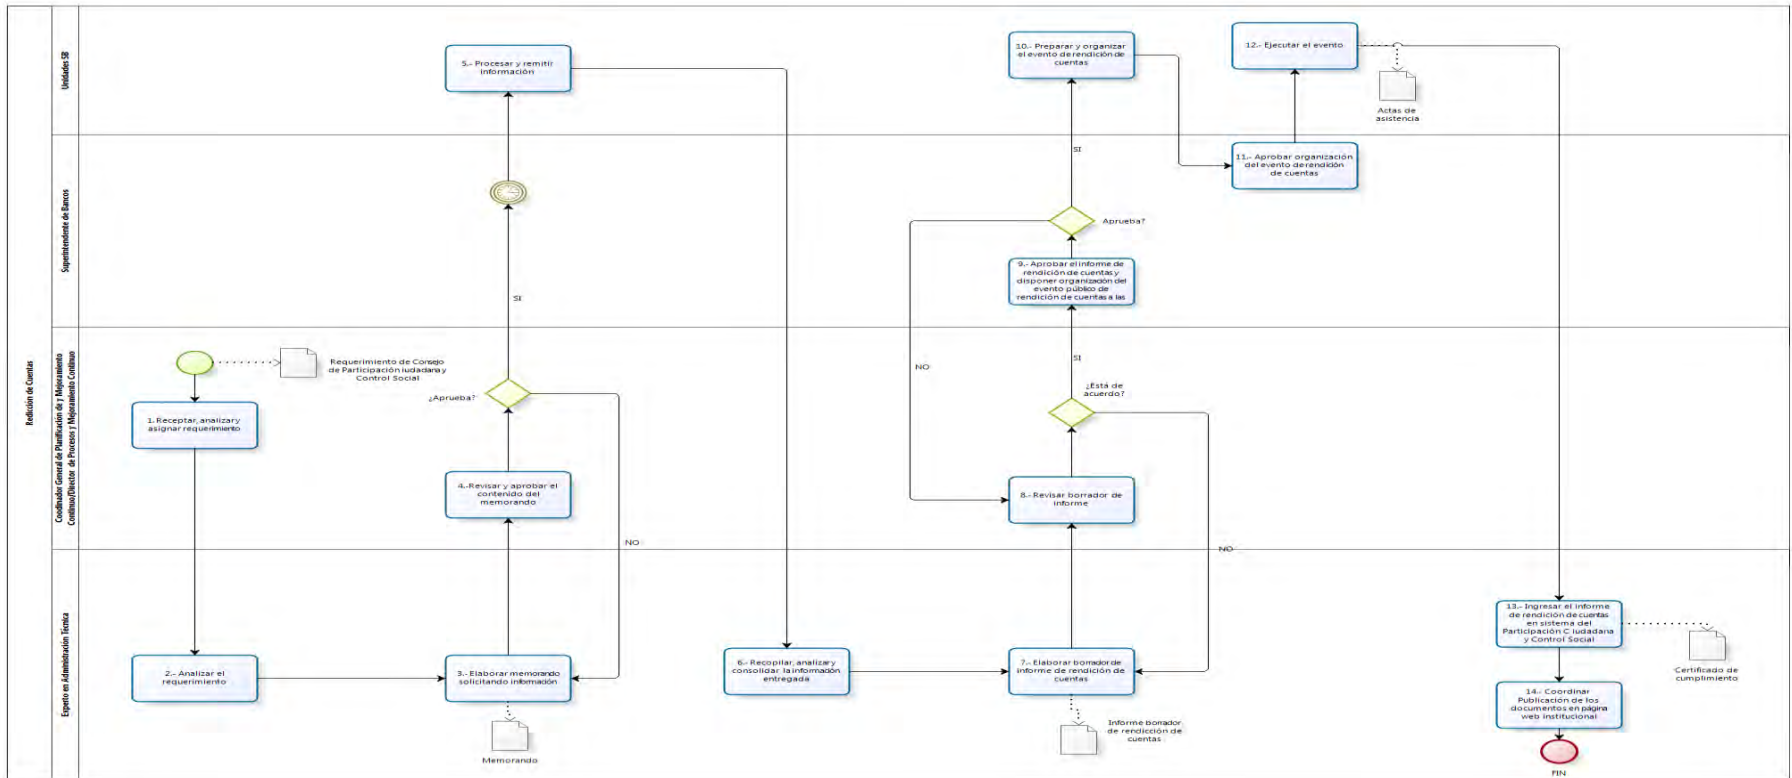 Redición de Cuentas
Unidades SB
5.- Procesar y remitir
información
10.- Preparar y organizar
el evento de rendición de
cuentas
12.- Ejecutar el evento
Actas de
asistencia
Superintendente de Bancos
SI
SI
11.- Aprobar organización
del evento de rendición
de cuentas
Aprueba?
9.- Aprobar el informe de
rendición de cuentas y
disponer organización del
evento público de
rendición de cuentas a las
Coodinador General de Planificación de y Mejoramiento
Continuo/Director de Procesos y Mejoramiento Continuo
Requerimiento de Consejo
de Participación iudadana y
Control Social
1. Receptar, analizar y
asignar requerimiento
¿Aprueba?
4.-Revisar y aprobar el
contenido del
memorando
NO
NO
SI
¿Está de
acuerdo?
8.- Revisar borrador de
informe
NO
Experto en Administración Técnica
2.- Analizar el
requerimiento
3.- Elaborar memorando
solicitando información
Memorando
6.- Recopilar, analizar y
consolidar la información
entregada
7.- Elaborar borrador de
informe de rendición de
cuentas
Informe borrador
de rendicción de
cuentas
13.- Ingresar el informe
de rendición de cuentas
en sistema del
Participación C iudadana
y Control Social
Certificado de
cumplimiento
14.- Coordinar
Publicación de los
documentos en página
web institucional
FIN